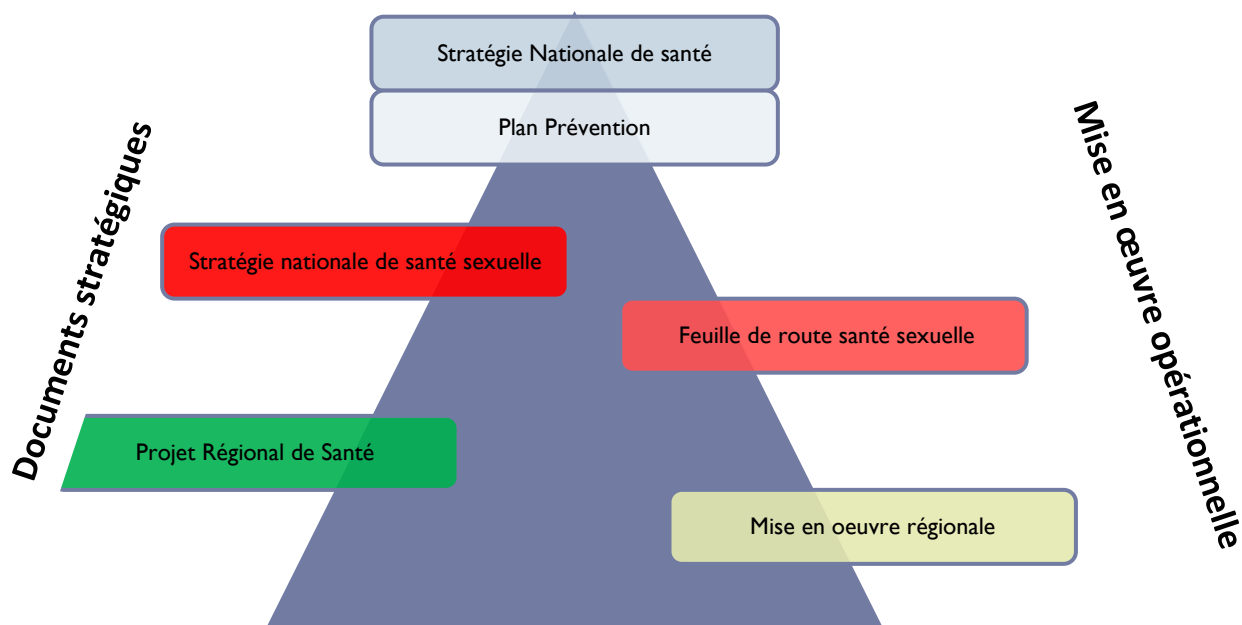 Stratégie Nationale de santé
Plan Prévention
Documents stratégiques
Mise en œuvre opérationnelle
Stratégie nationale de santé sexuelle
Feuille de route santé sexuelle
Projet Régional de Santé
Mise en oeuvre régionale